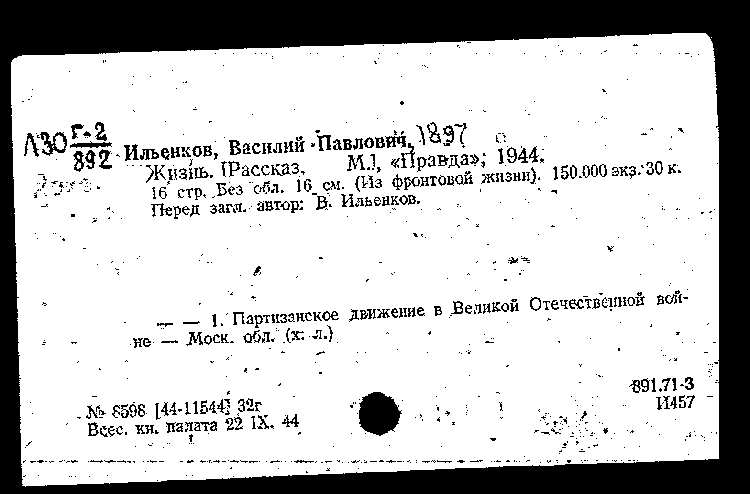 Л30 Г-2
892
Ильенков, Василий Павлович, 1897
Жизнь. [Рассказ. М.], «Правда», 1944.
16 стр. Без обл. 16 см. (Из фронтовой жизни). 150.000 экз. 30 к.
Перед загл. автор: В. Ильенков.
— — 1. Партизанское движение в Великой Отечественной вой-
не — Моск. обл. (х. л.)
891.71-3
И457
№ 8598 [44-11544] 32г
Всес. кн. палата 22 IX. 44